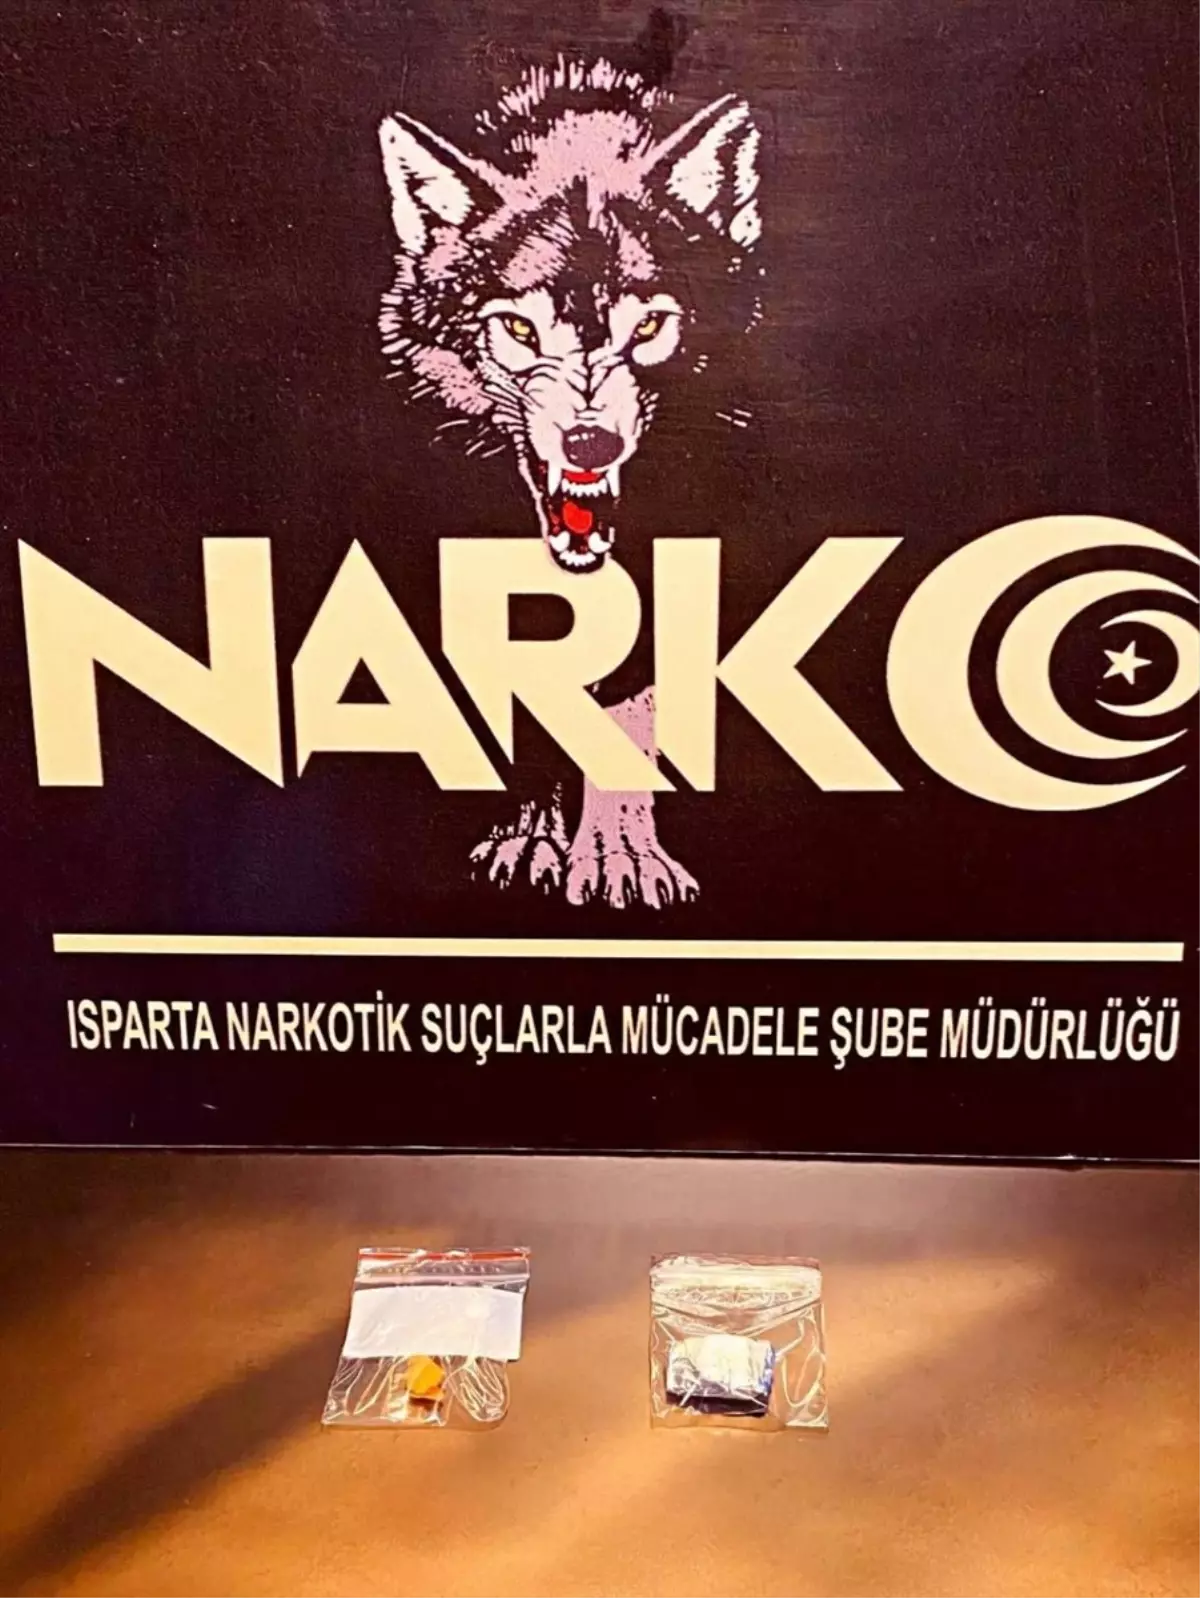 NARKO
ISPARTA NARKOTİK SUÇLARLA MÜCADELE ŞUBE MÜDÜRLÜĞÜ